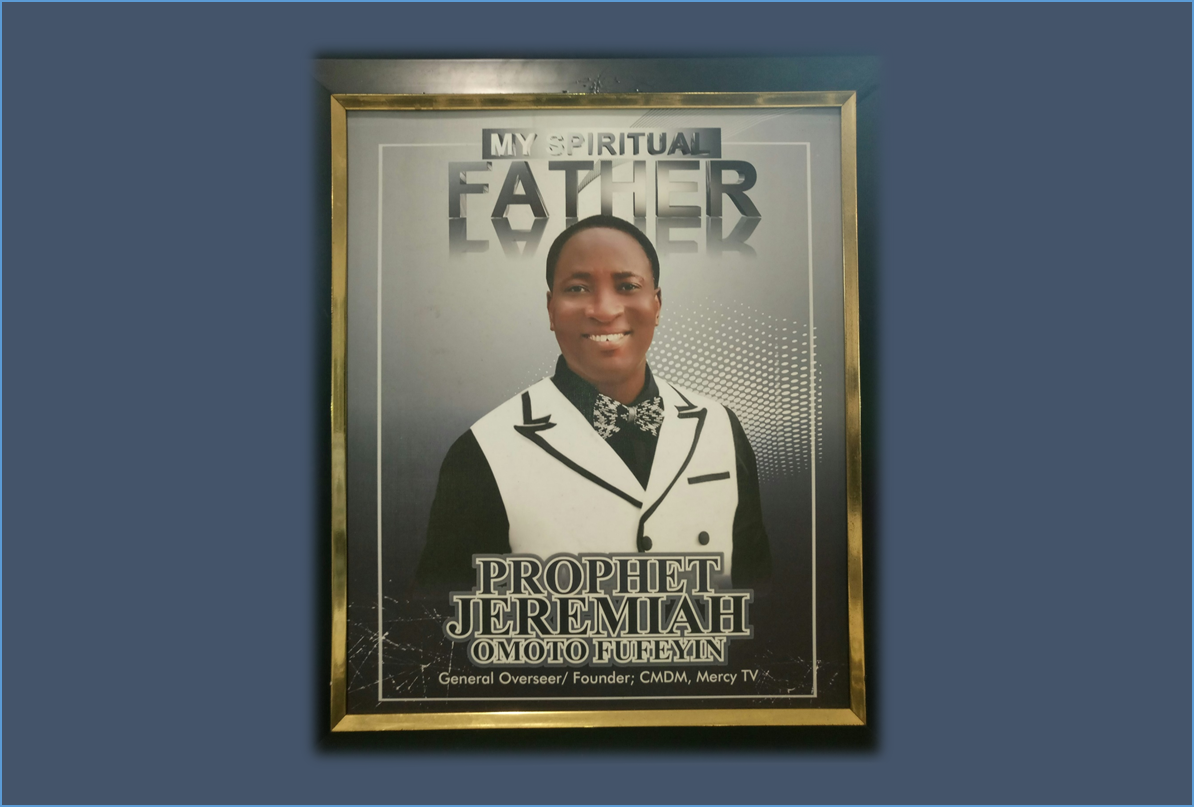 MY SPIRITUAL
FATHER
PROPHET
JEREMIAH
OMOTO FUFEYIN
General Overseer/ Founder; CMDM, Mercy TV